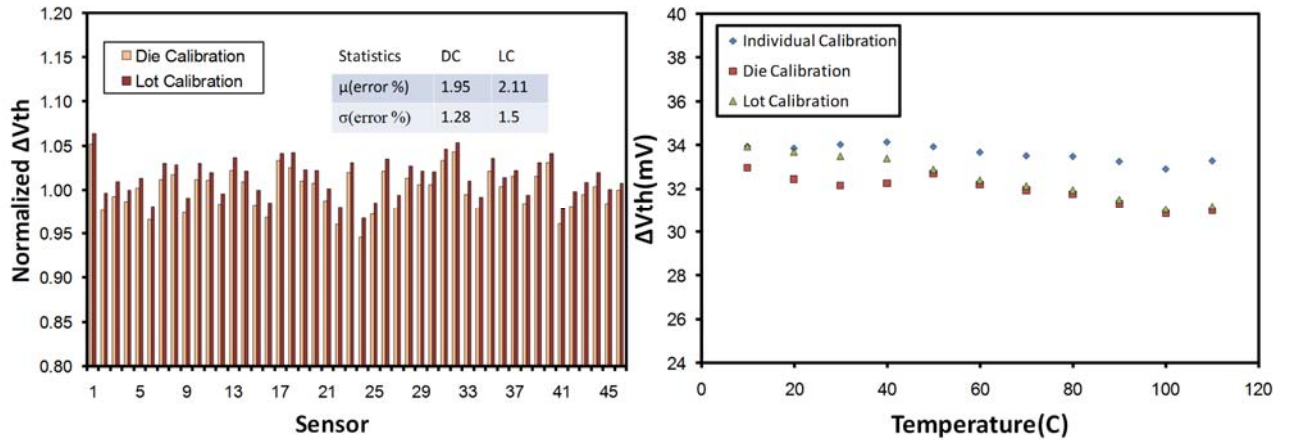 1.20
1.15
1.10
1.05
1.00
0.95
0.90
0.85
0.80
Normalized ΔVth
Die Calibration
Lot Calibration
Statistics DC LC
μ(error %) 1.95 2.11
σ(error %) 1.28 1.5
1 5 9 13 17 21 25 29 33 37 41 45
Sensor
40
38
36
34
32
30
28
26
24
ΔVth(mV)
Individual Calibration
Die Calibration
Lot Calibration
0 20 40 60 80 100 120
Temperature(C)